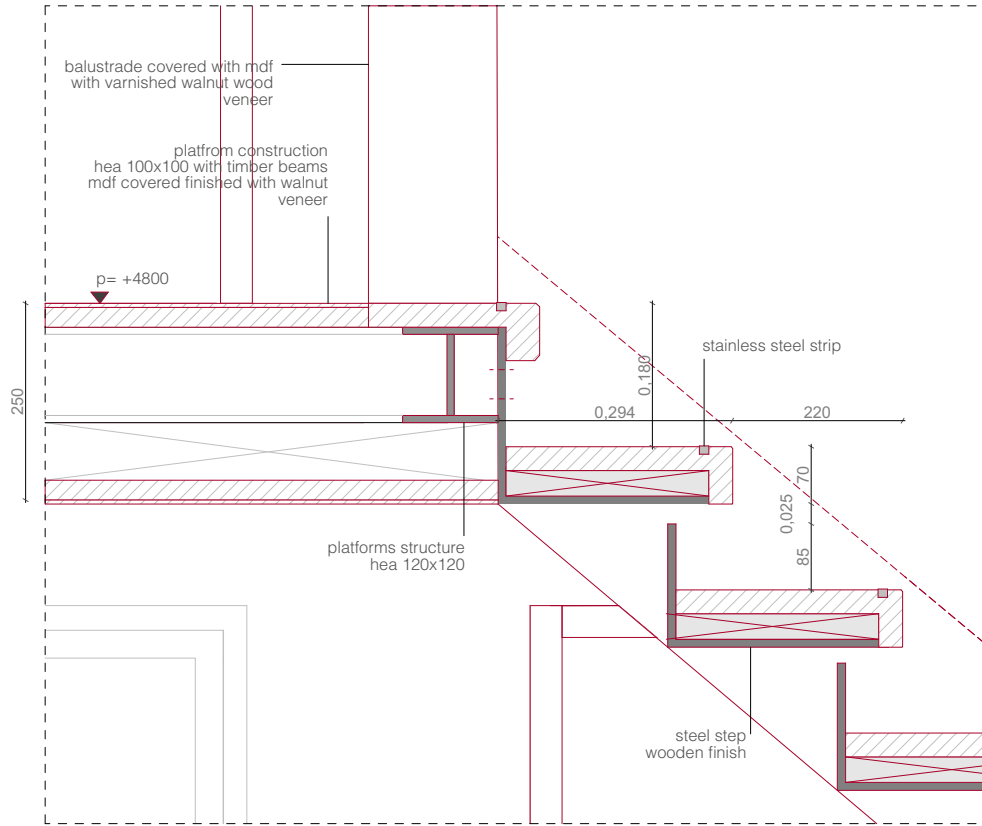 balustrade covered with mdf
with varnished walnut wood
veneer
platfrom construction
hea 100x100 with timber beams
mdf covered finished with walnut
veneer
p= +4800
stainless steel strip
0,180
250
0,294
220
70
0,025
85
platforms structure
hea 120x120
steel step
wooden finish